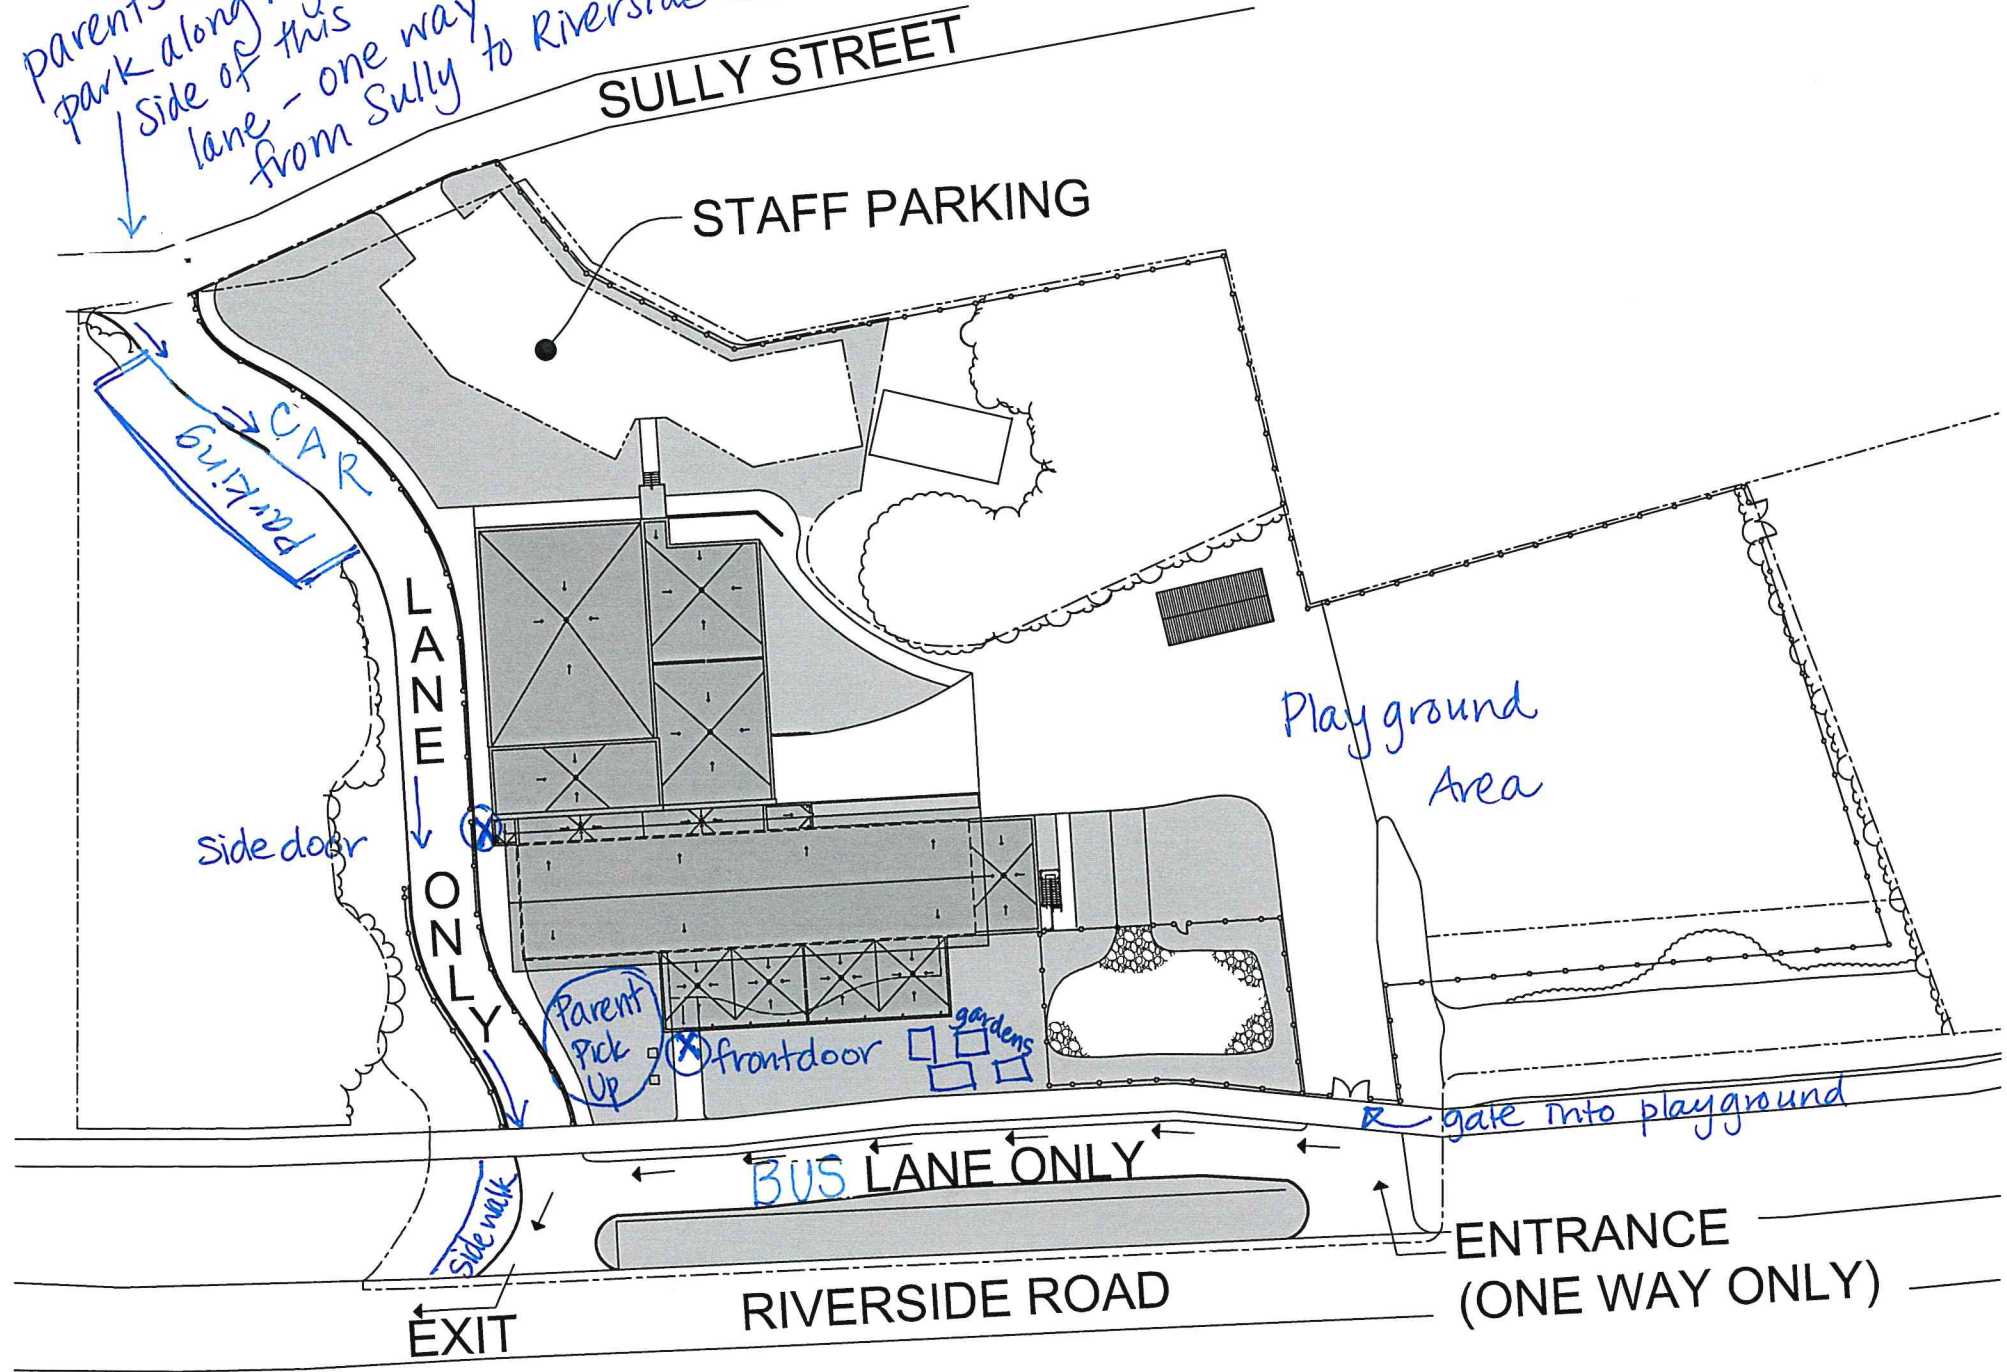 parents
park along
side of this
lane - one way
from Sully to Riverside
SULLY STREET
STAFF PARKING
CAR
Parking
LANE ONLY
Playground
Area
Side door
Parent
Pick
Up
front door
gardens
gate into playground
BUS LANE ONLY
Sidewalk
ENTRANCE
(ONE WAY ONLY)
RIVERSIDE ROAD
EXIT